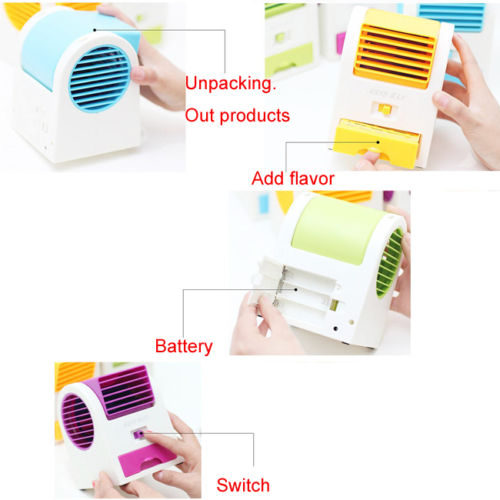 Unpacking.
Out products
Add flavor
Battery
Switch